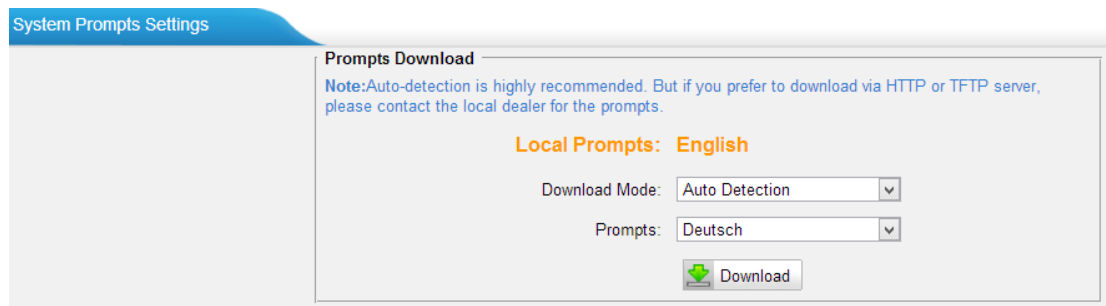 System Prompts Settings
Prompts Download
Note:Auto-detection is highly recommended. But if you prefer to download via HTTP or TFTP server,
please contact the local dealer for the prompts.
Local Prompts: English
Download Mode: Auto Detection
Prompts: Deutsch
Download